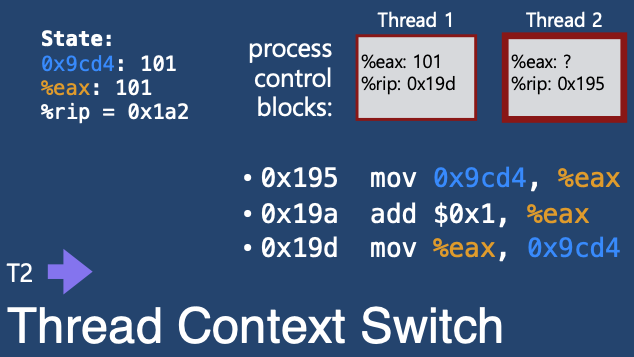 State:
0x9cd4: 101
%eax: 101
%rip = 0x1a2
process
control
blocks:
Thread 1
%eax: 101
%rip: 0x19d
Thread 2
%eax: ?
%rip: 0x195
• 0x195 mov 0x9cd4, %eax
• 0x19a add $0x1, %eax
• 0x19d mov %eax, 0x9cd4
T2
Thread Context Switch